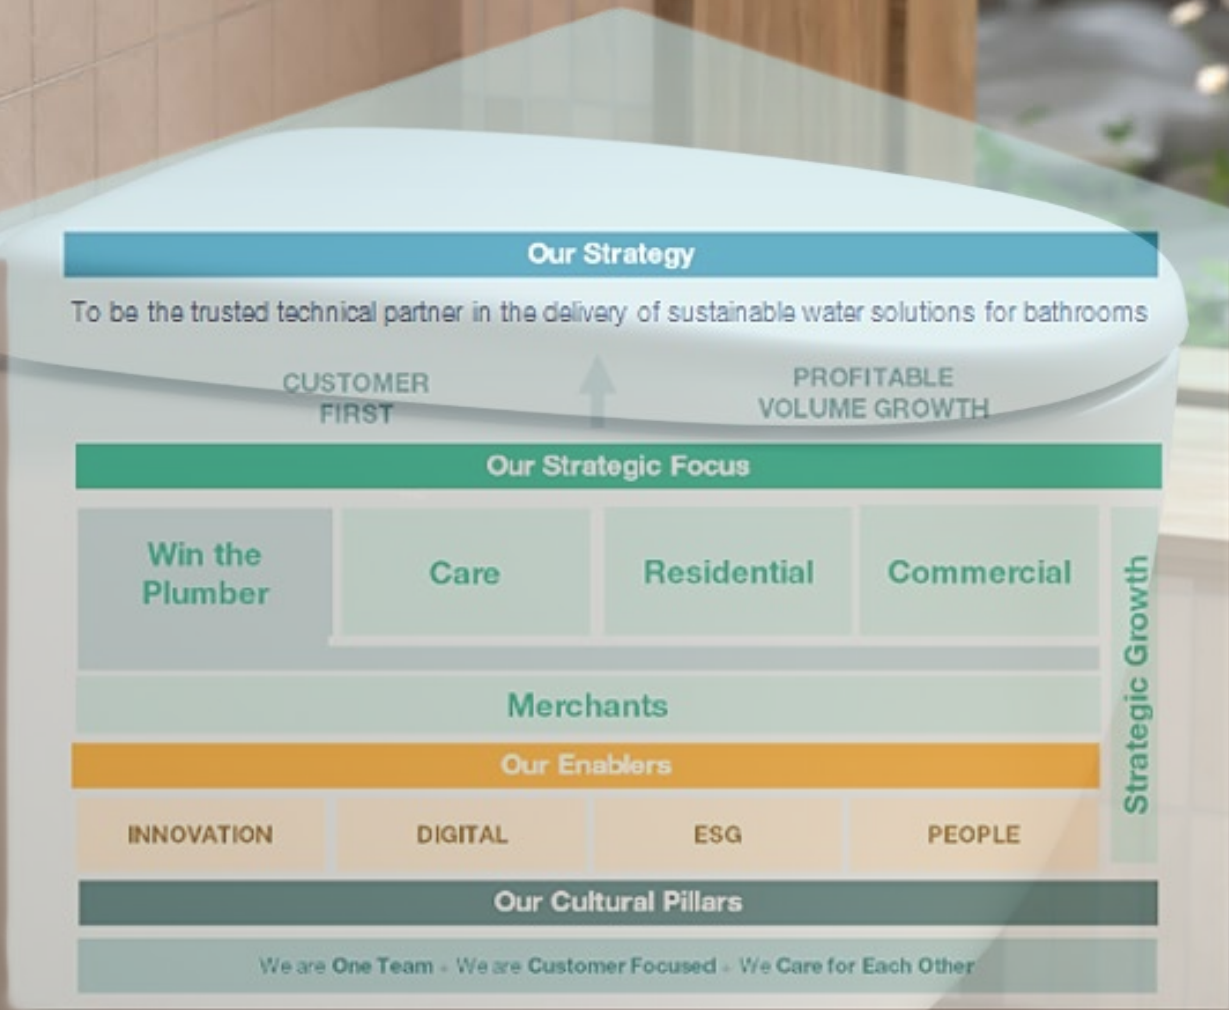 Our Strategy
To be the trusted technical partner in the delivery of sustainable water solutions for bathrooms
CUSTOMER
FIRST
PROFITABLE
VOLUME GROWTH
Our Strategic Focus
Win the
Plumber
Care
Residential
Commercial
Strategic Growth
Merchants
Our Enablers
INNOVATION
DIGITAL
ESG
PEOPLE
Our Cultural Pillars
We are One Team - We are Customer Focused - We Care for Each Other